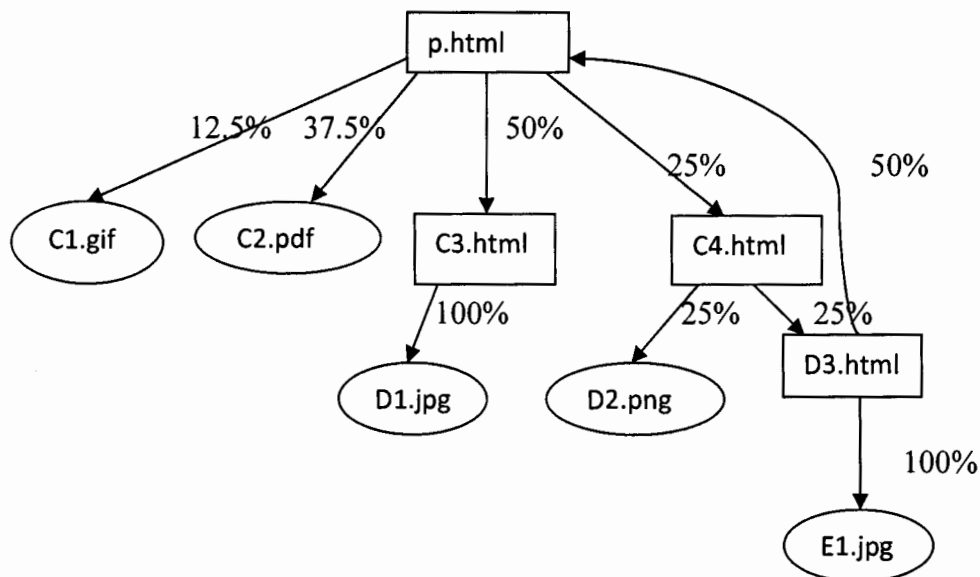 p.html
12.5%
37.5%
50%
25%
50%
C1.gif
C2.pdf
C3.html
C4.html
100%
25%
25%
D1.jpg
D2.png
D3.html
100%
E1.jpg